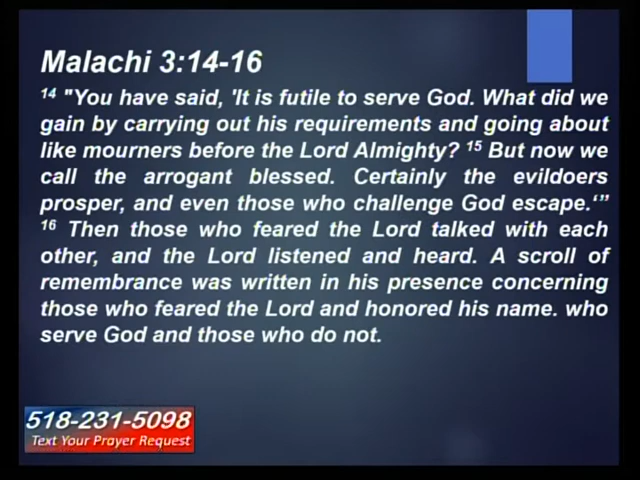 Malachi 3:14-16
14 "You have said, 'It is futile to serve God. What did we
gain by carrying out his requirements and going about
like mourners before the Lord Almighty? 15 But now we
call the arrogant blessed. Certainly the evildoers
prosper, and even those who challenge God escape.‘”
16 Then those who feared the Lord talked with each
other, and the Lord listened and heard. A scroll of
remembrance was written in his presence concerning
those who feared the Lord and honored his name. who
serve God and those who do not.
518-231-5098
Text Your Prayer Request